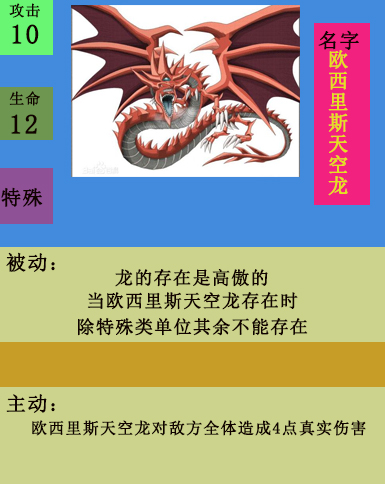 攻击
10
生命
12
特殊
名字
欧西里斯天空龙
被动：
龙的存在是高傲的
当欧西里斯天空龙存在时
除特殊类单位其余不能存在
主动：
欧西里斯天空龙对敌方全体造成4点真实伤害